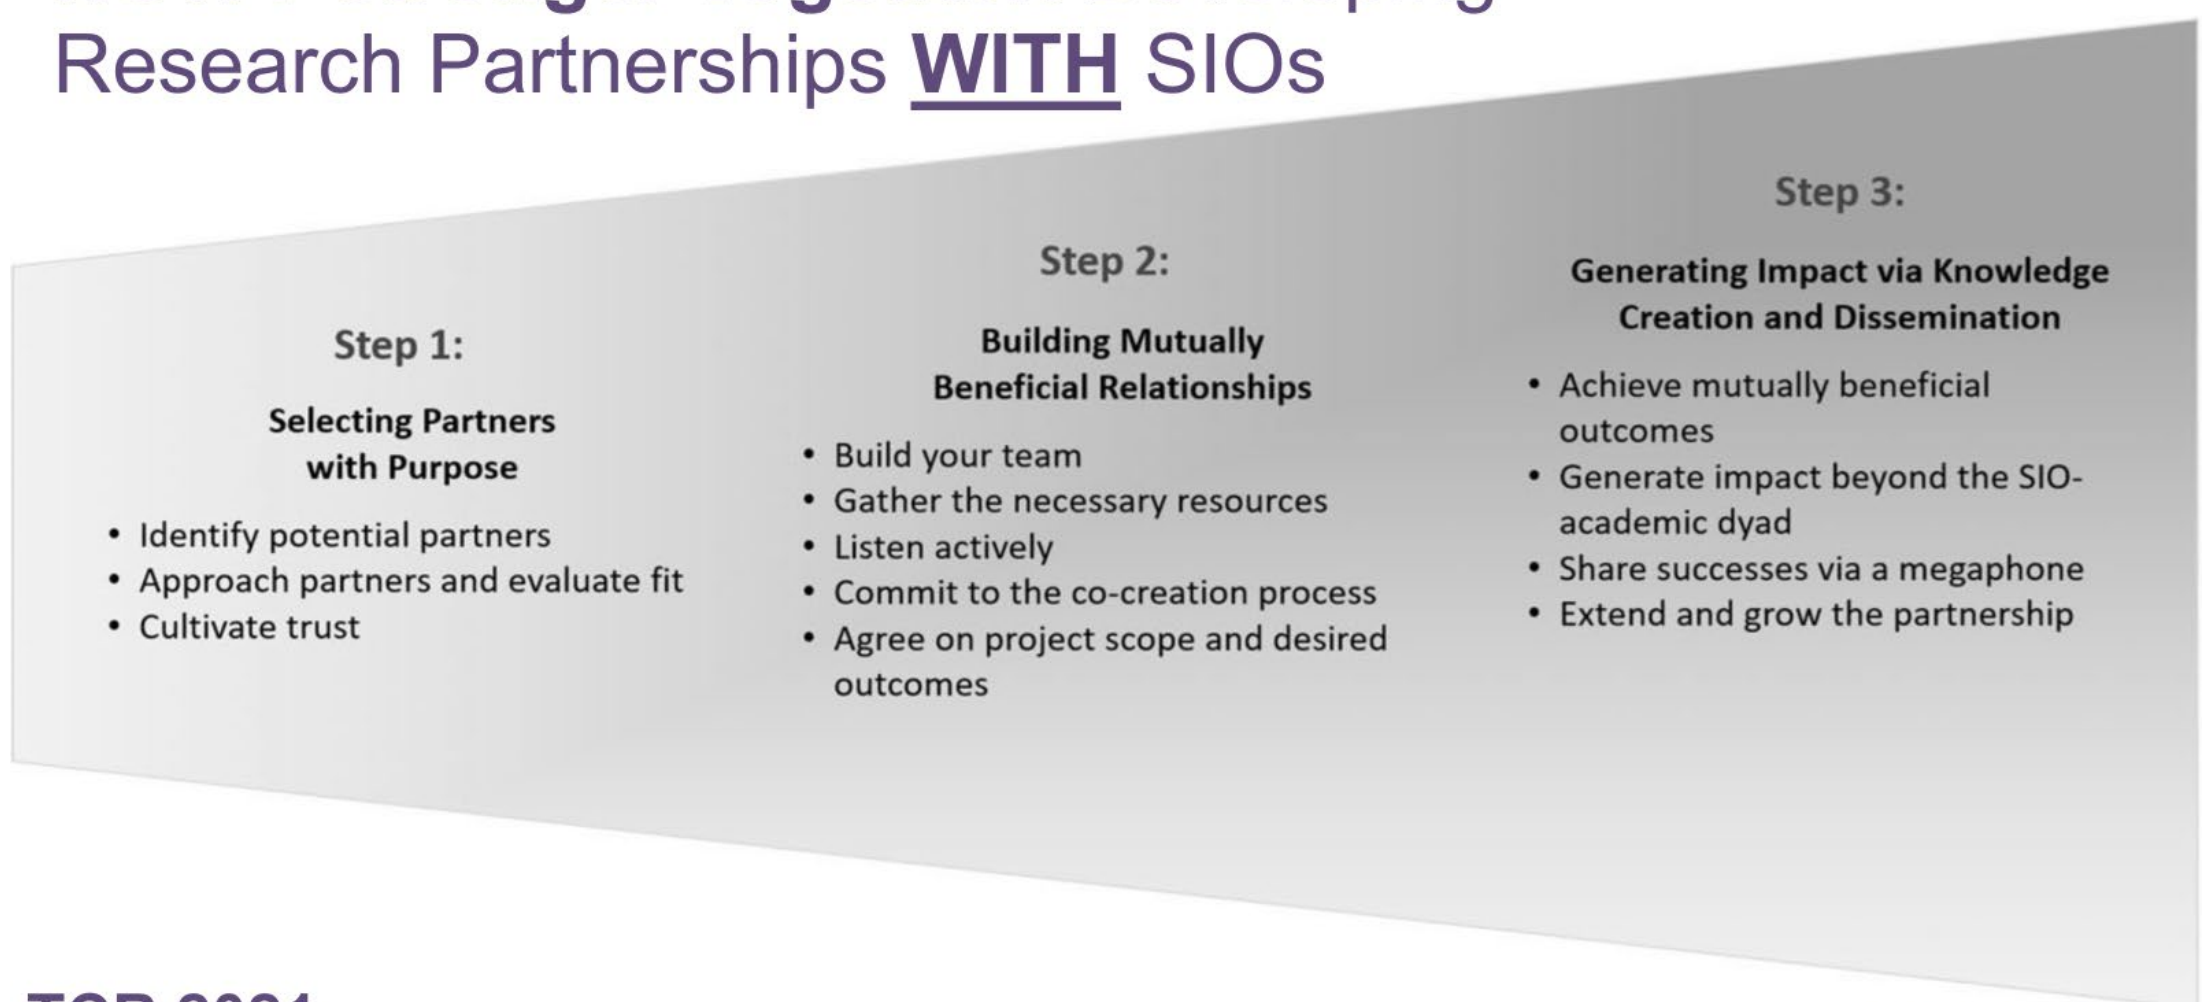 Research Partnerships WITH SIOs
Step 1:
Selecting Partners
with Purpose
• Identify potential partners
• Approach partners and evaluate fit
• Cultivate trust
Step 2:
Building Mutually
Beneficial Relationships
• Build your team
• Gather the necessary resources
• Listen actively
• Commit to the co-creation process
• Agree on project scope and desired
outcomes
Step 3:
Generating Impact via Knowledge
Creation and Dissemination
• Achieve mutually beneficial
outcomes
• Generate impact beyond the SIO-
academic dyad
• Share successes via a megaphone
• Extend and grow the partnership